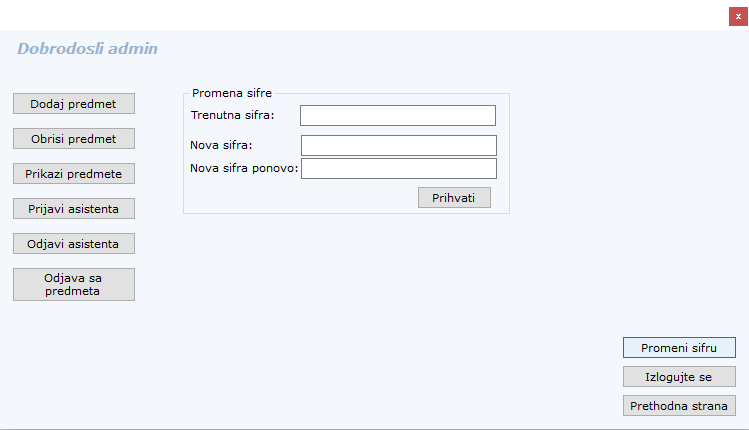 x
Dobrodosli admin
Dodaj predmet
Obrisi predmet
Prikazi predmete
Prijavi asistenta
Odjavi asistenta
Odjava sa
predmeta
Promena sifre
Trenutna sifra:
Nova sifra:
Nova sifra ponovo:
Prihvati
Promeni sifru
Izlogujte se
Prethodna strana